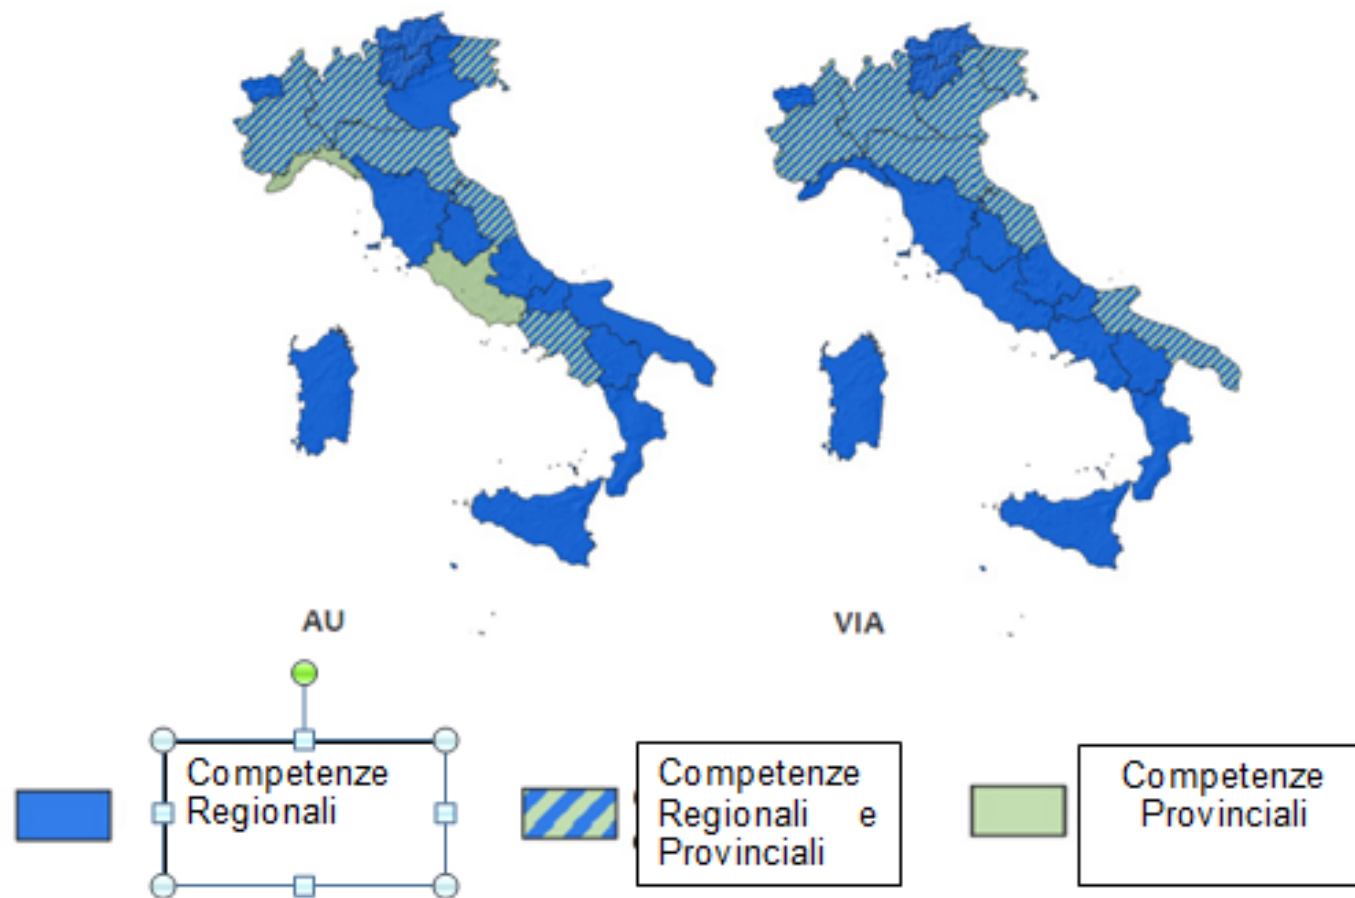 AU
VIA
Competenze
Regionali
Competenze
Regionali e
Provinciali
Competenze
Provinciali